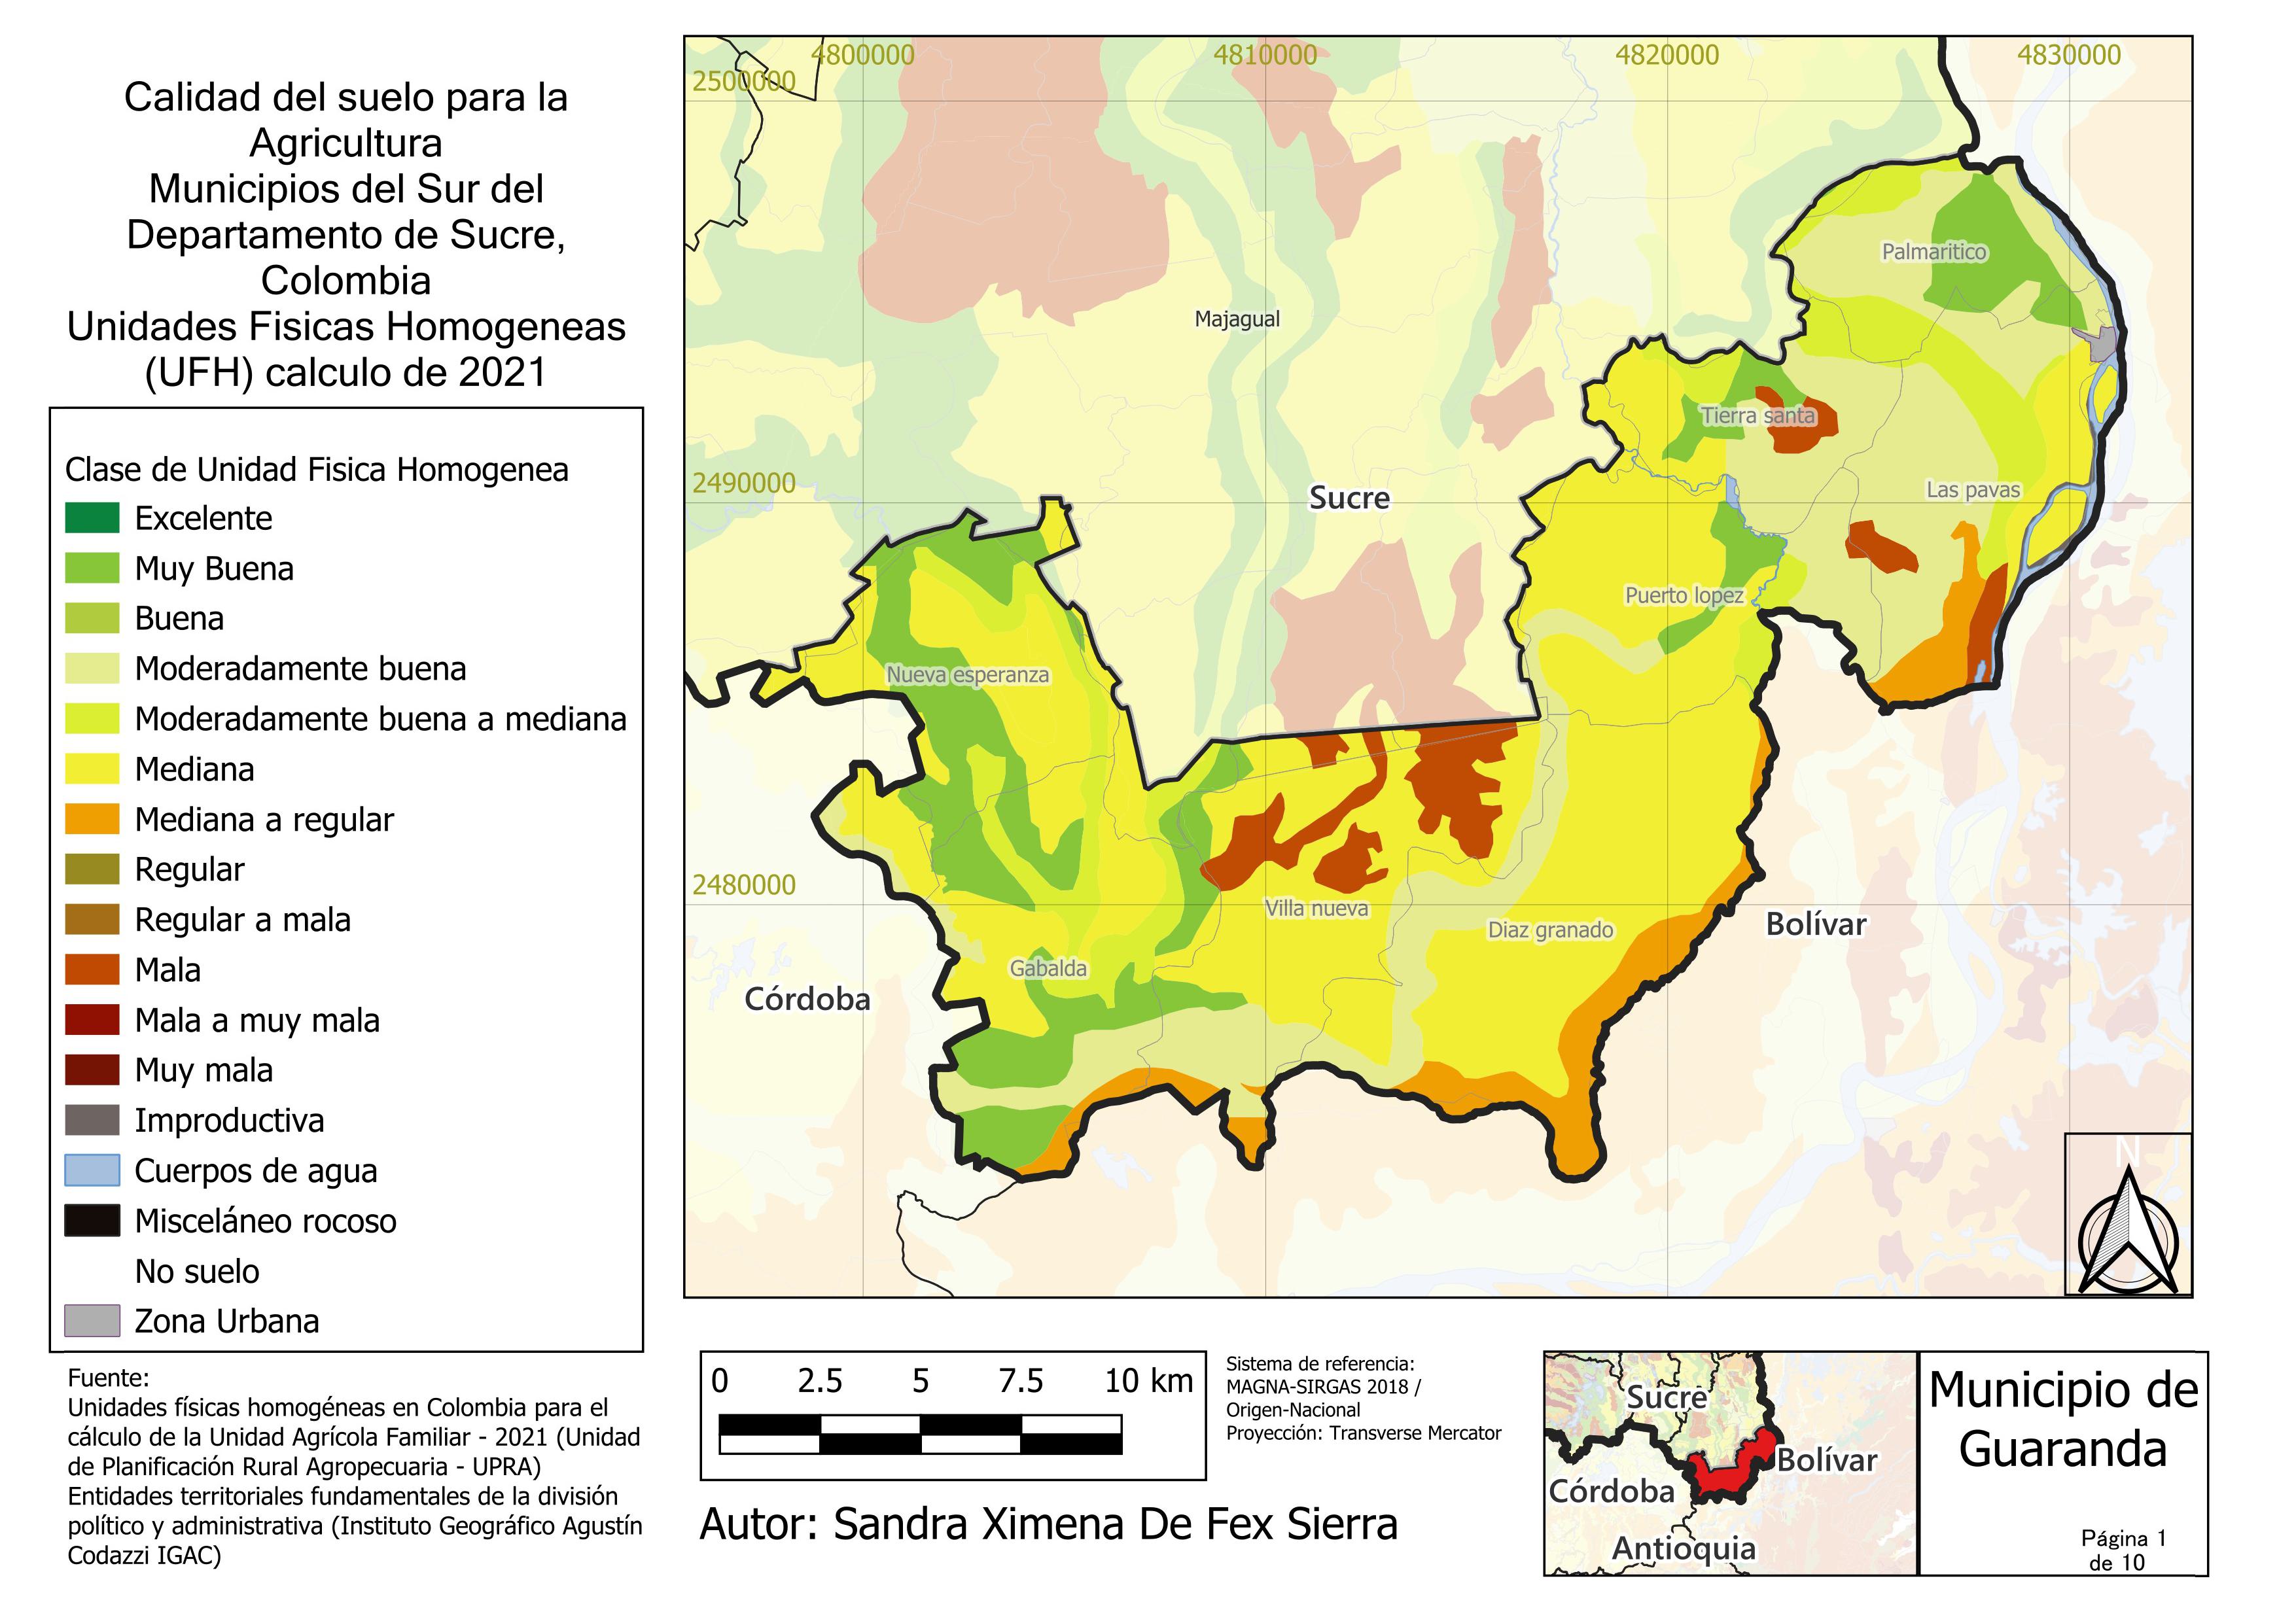 Calidad del suelo para la
Agricultura
Municipios del Sur del
Departamento de Sucre,
Colombia
Unidades Fisicas Homogeneas
(UFH) calculo de 2021
Clase de Unidad Fisica Homogenea
Excelente
Muy Buena
Buena
Moderadamente buena
Moderadamente buena a mediana
Mediana
Mediana a regular
Regular
Regular a mala
Mala
Mala a muy mala
Muy mala
Improductiva
Cuerpos de agua
Misceláneo rocoso
No suelo
Zona Urbana
Fuente:
Unidades físicas homogéneas en Colombia para el
cálculo de la Unidad Agrícola Familiar - 2021 (Unidad
de Planificación Rural Agropecuaria - UPRA)
Entidades territoriales fundamentales de la división
político y administrativa (Instituto Geográfico Agustín
Codazzi IGAC)
4800000
4810000
4820000
4830000
2500000
Palmaritico
Majagual
Tierra santa
2490000
Sucre
Las pavas
Puerto lopez
Nueva esperanza
2480000
Villa nueva
Diaz granado
Bolívar
Gabalda
Córdoba
N
0 2.5 5 7.5 10 km
Sistema de referencia:
MAGNA-SIRGAS 2018 /
Origen-Nacional
Proyección: Transverse Mercator
Autor: Sandra Ximena De Fex Sierra
Sucre
Bolívar
Córdoba
Antioquia
Municipio de
Guaranda
Página 1
de 10